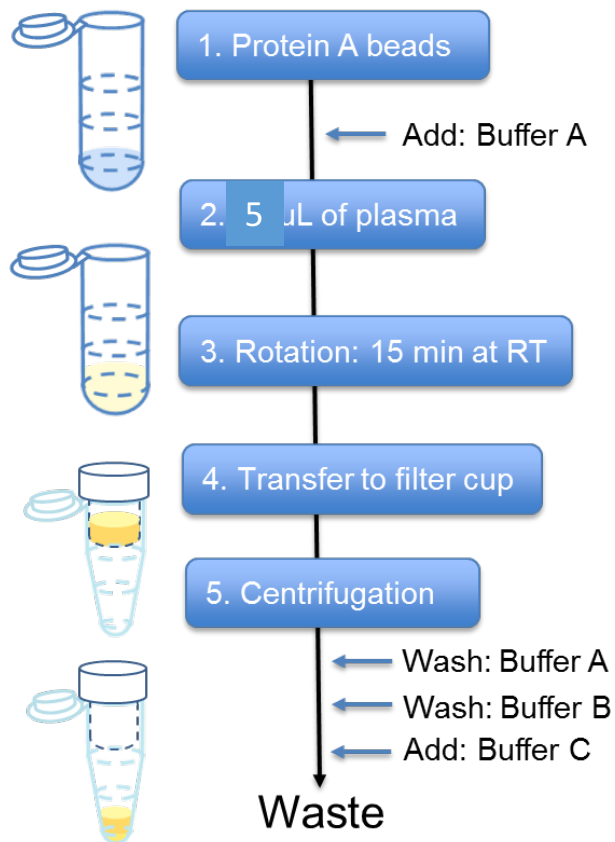 1. Protein A beads
Add: Buffer A
2. 5 uL of plasma
3. Rotation: 15 min at RT
4. Transfer to filter cup
5. Centrifugation
Wash: Buffer A
Wash: Buffer B
Add: Buffer C
Waste